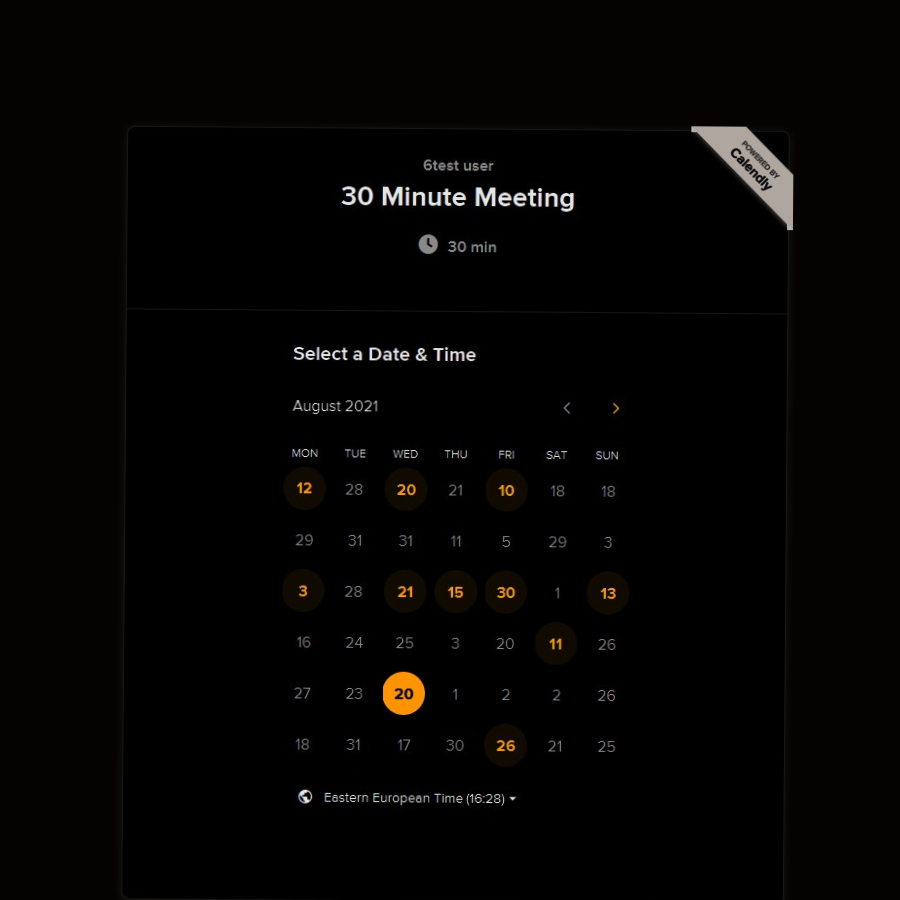 POWERED BY
Calendly
6test user
30 Minute Meeting
30 min
Select a Date & Time
August 2021
MON TUE WED THU FRI SAT SUN
12 28 20 21 10 18 18
29 31 31 11 5 29 3
3 28 21 15 30 1 13
16 24 25 3 20 11 26
27 23 20 1 2 2 26
18 31 17 30 26 21 25
Eastern European Time (16:28)